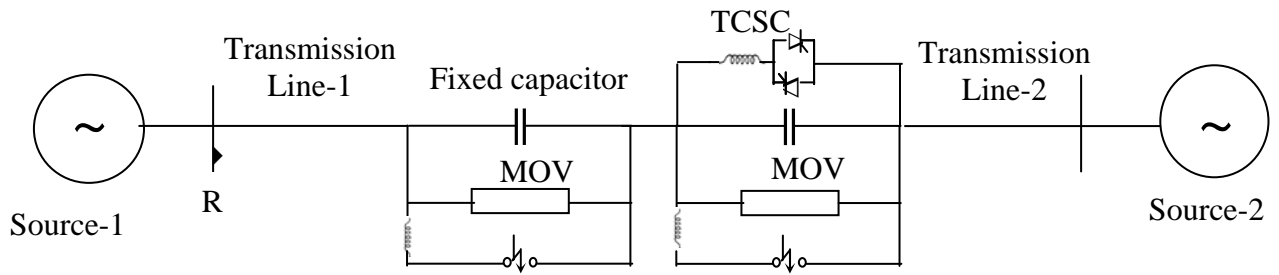 TCSC
Transmission
Line-1
Fixed capacitor
Transmission
Line-2
~
~
MOV
MOV
R
Source-1
Source-2